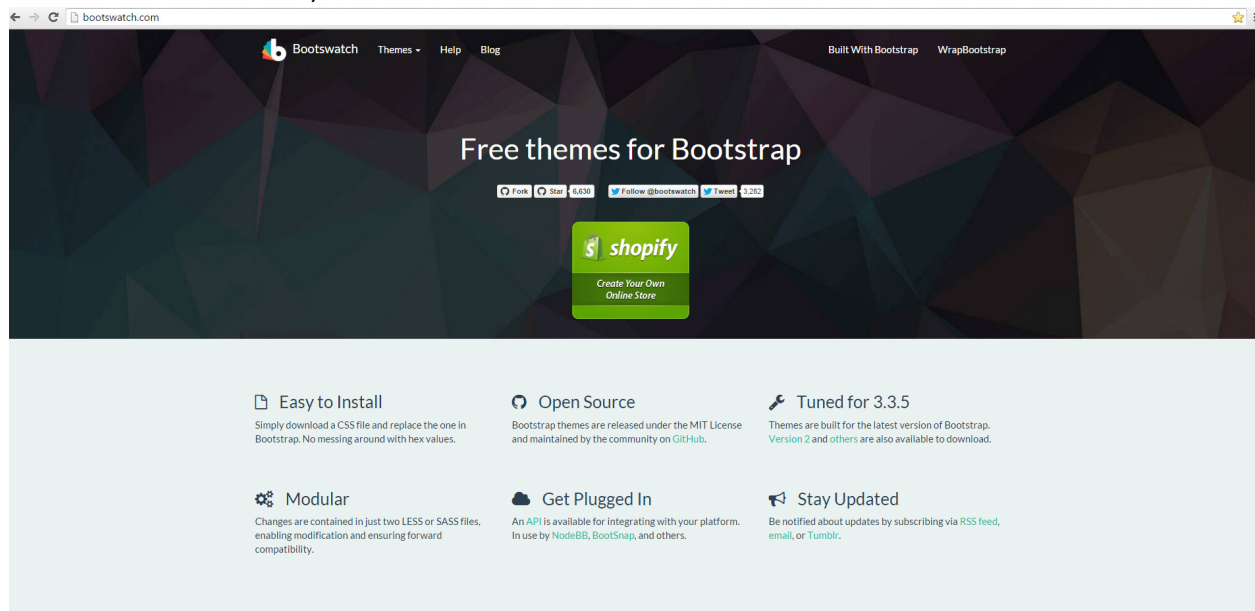 bootswatch.com
Bootswatch Themes Help Blog Built With Bootstrap WrapBootstrap
Free themes for Bootstrap
Fork Star 6,630 Follow @bootswatch Tweet 3,282
shopify
Create Your Own
Online Store
Easy to Install
Simply download a CSS file and replace the one in
Bootstrap. No messing around with hex values.
Open Source
Bootstrap themes are released under the MIT License
and maintained by the community on GitHub.
Tuned for 3.3.5
Themes are built for the latest version of Bootstrap.
Version 2 and others are also available to download.
Modular
Changes are contained in just two LESS or SASS files,
enabling modification and ensuring forward
compatibility.
Get Plugged In
An API is available for integrating with your platform.
In use by NodeBB, BootSnap, and others.
Stay Updated
Be notified about updates by subscribing via RSS feed,
email, or Tumblr.